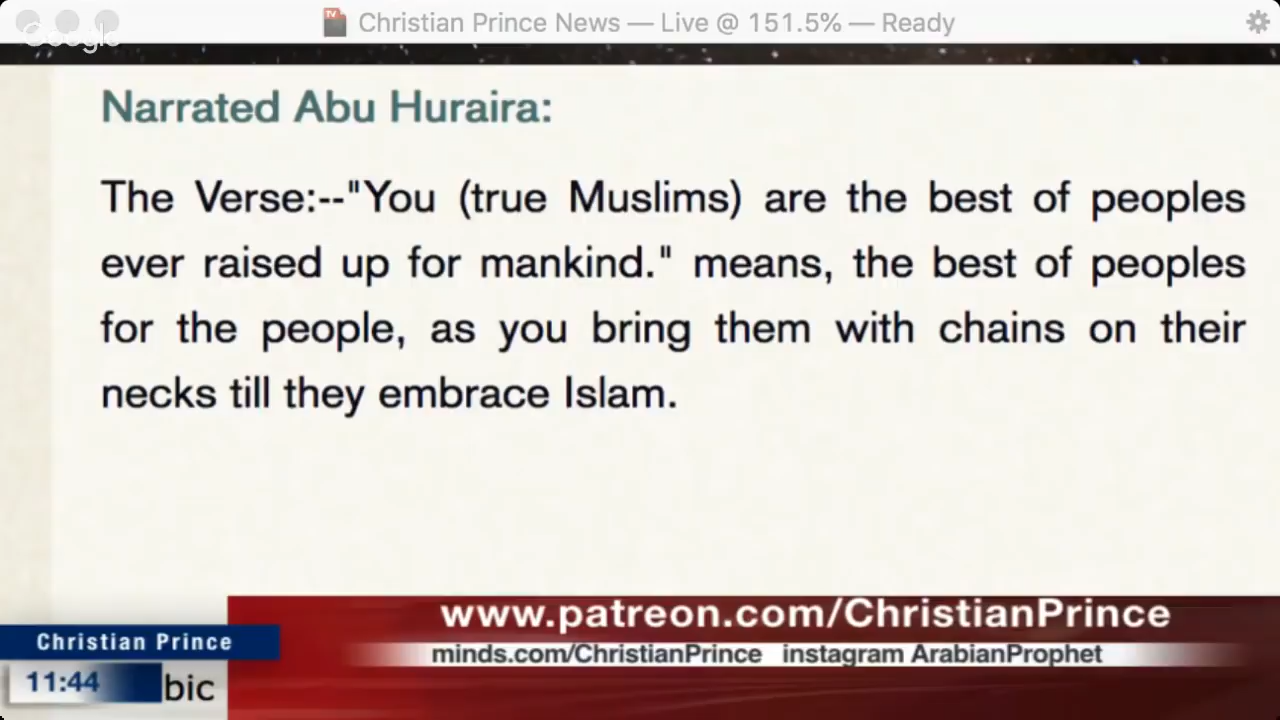 Christian Prince News — Live @ 151.5% — Ready
Google
Narrated Abu Huraira:
The Verse:--"You (true Muslims) are the best of peoples
ever raised up for mankind." means, the best of peoples
for the people, as you bring them with chains on their
necks till they embrace Islam.
www.patreon.com/ChristianPrince
Christian Prince
minds.com/ChristianPrince instagram ArabianProphet
11:44
bic